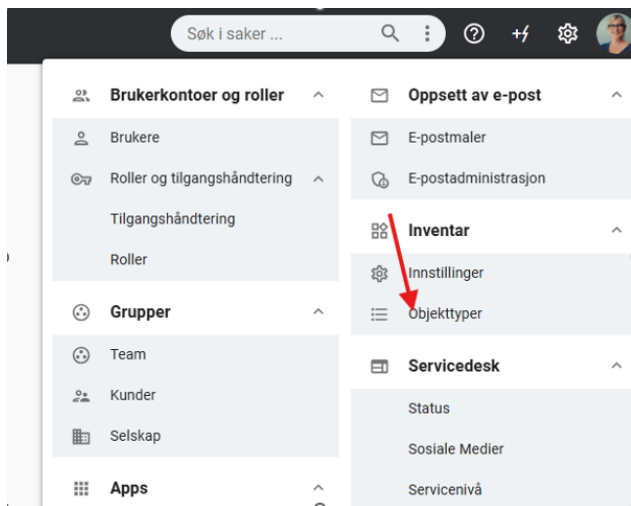 Søk i saker ...
Brukerkontoer og roller
Brukere
Roller og tilgangshåndtering
Tilgangshåndtering
Roller
Grupper
Team
Kunder
Selskap
Apps
Oppsett av e-post
E-postmaler
E-postadministrasjon
Inventar
Innstillinger
Objekttyper
Servicedesk
Status
Sosiale Medier
Servicenivå